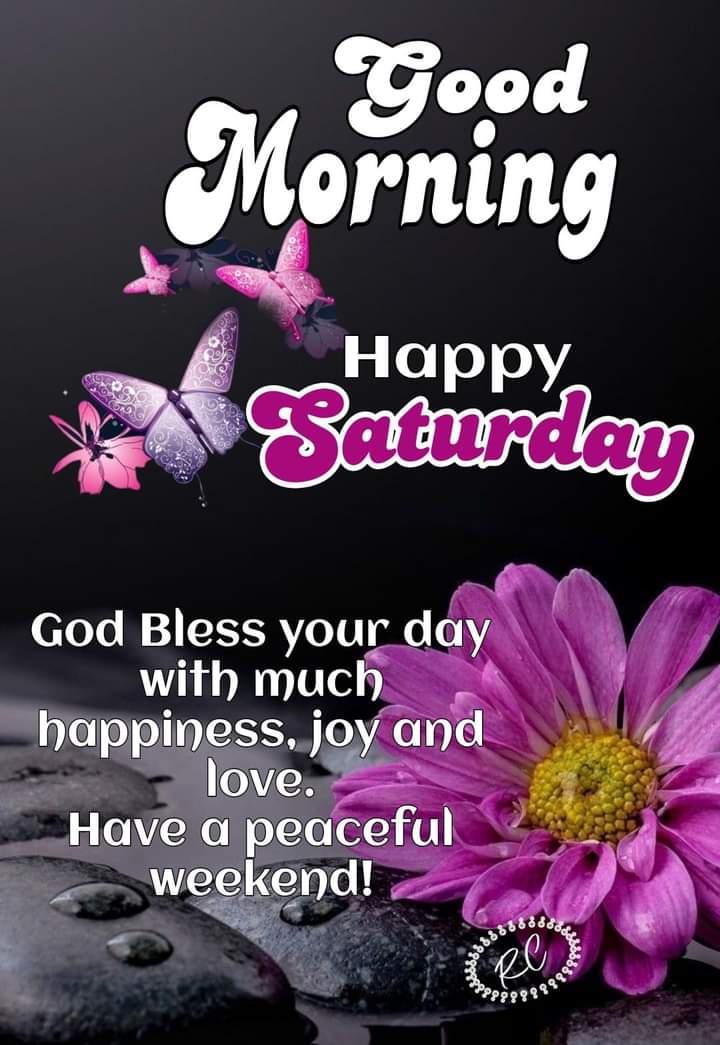 Good
Morning
Happy
Saturday
God Bless your day
with much
happiness, joy and
love.
Have a peaceful
weekend!
RC